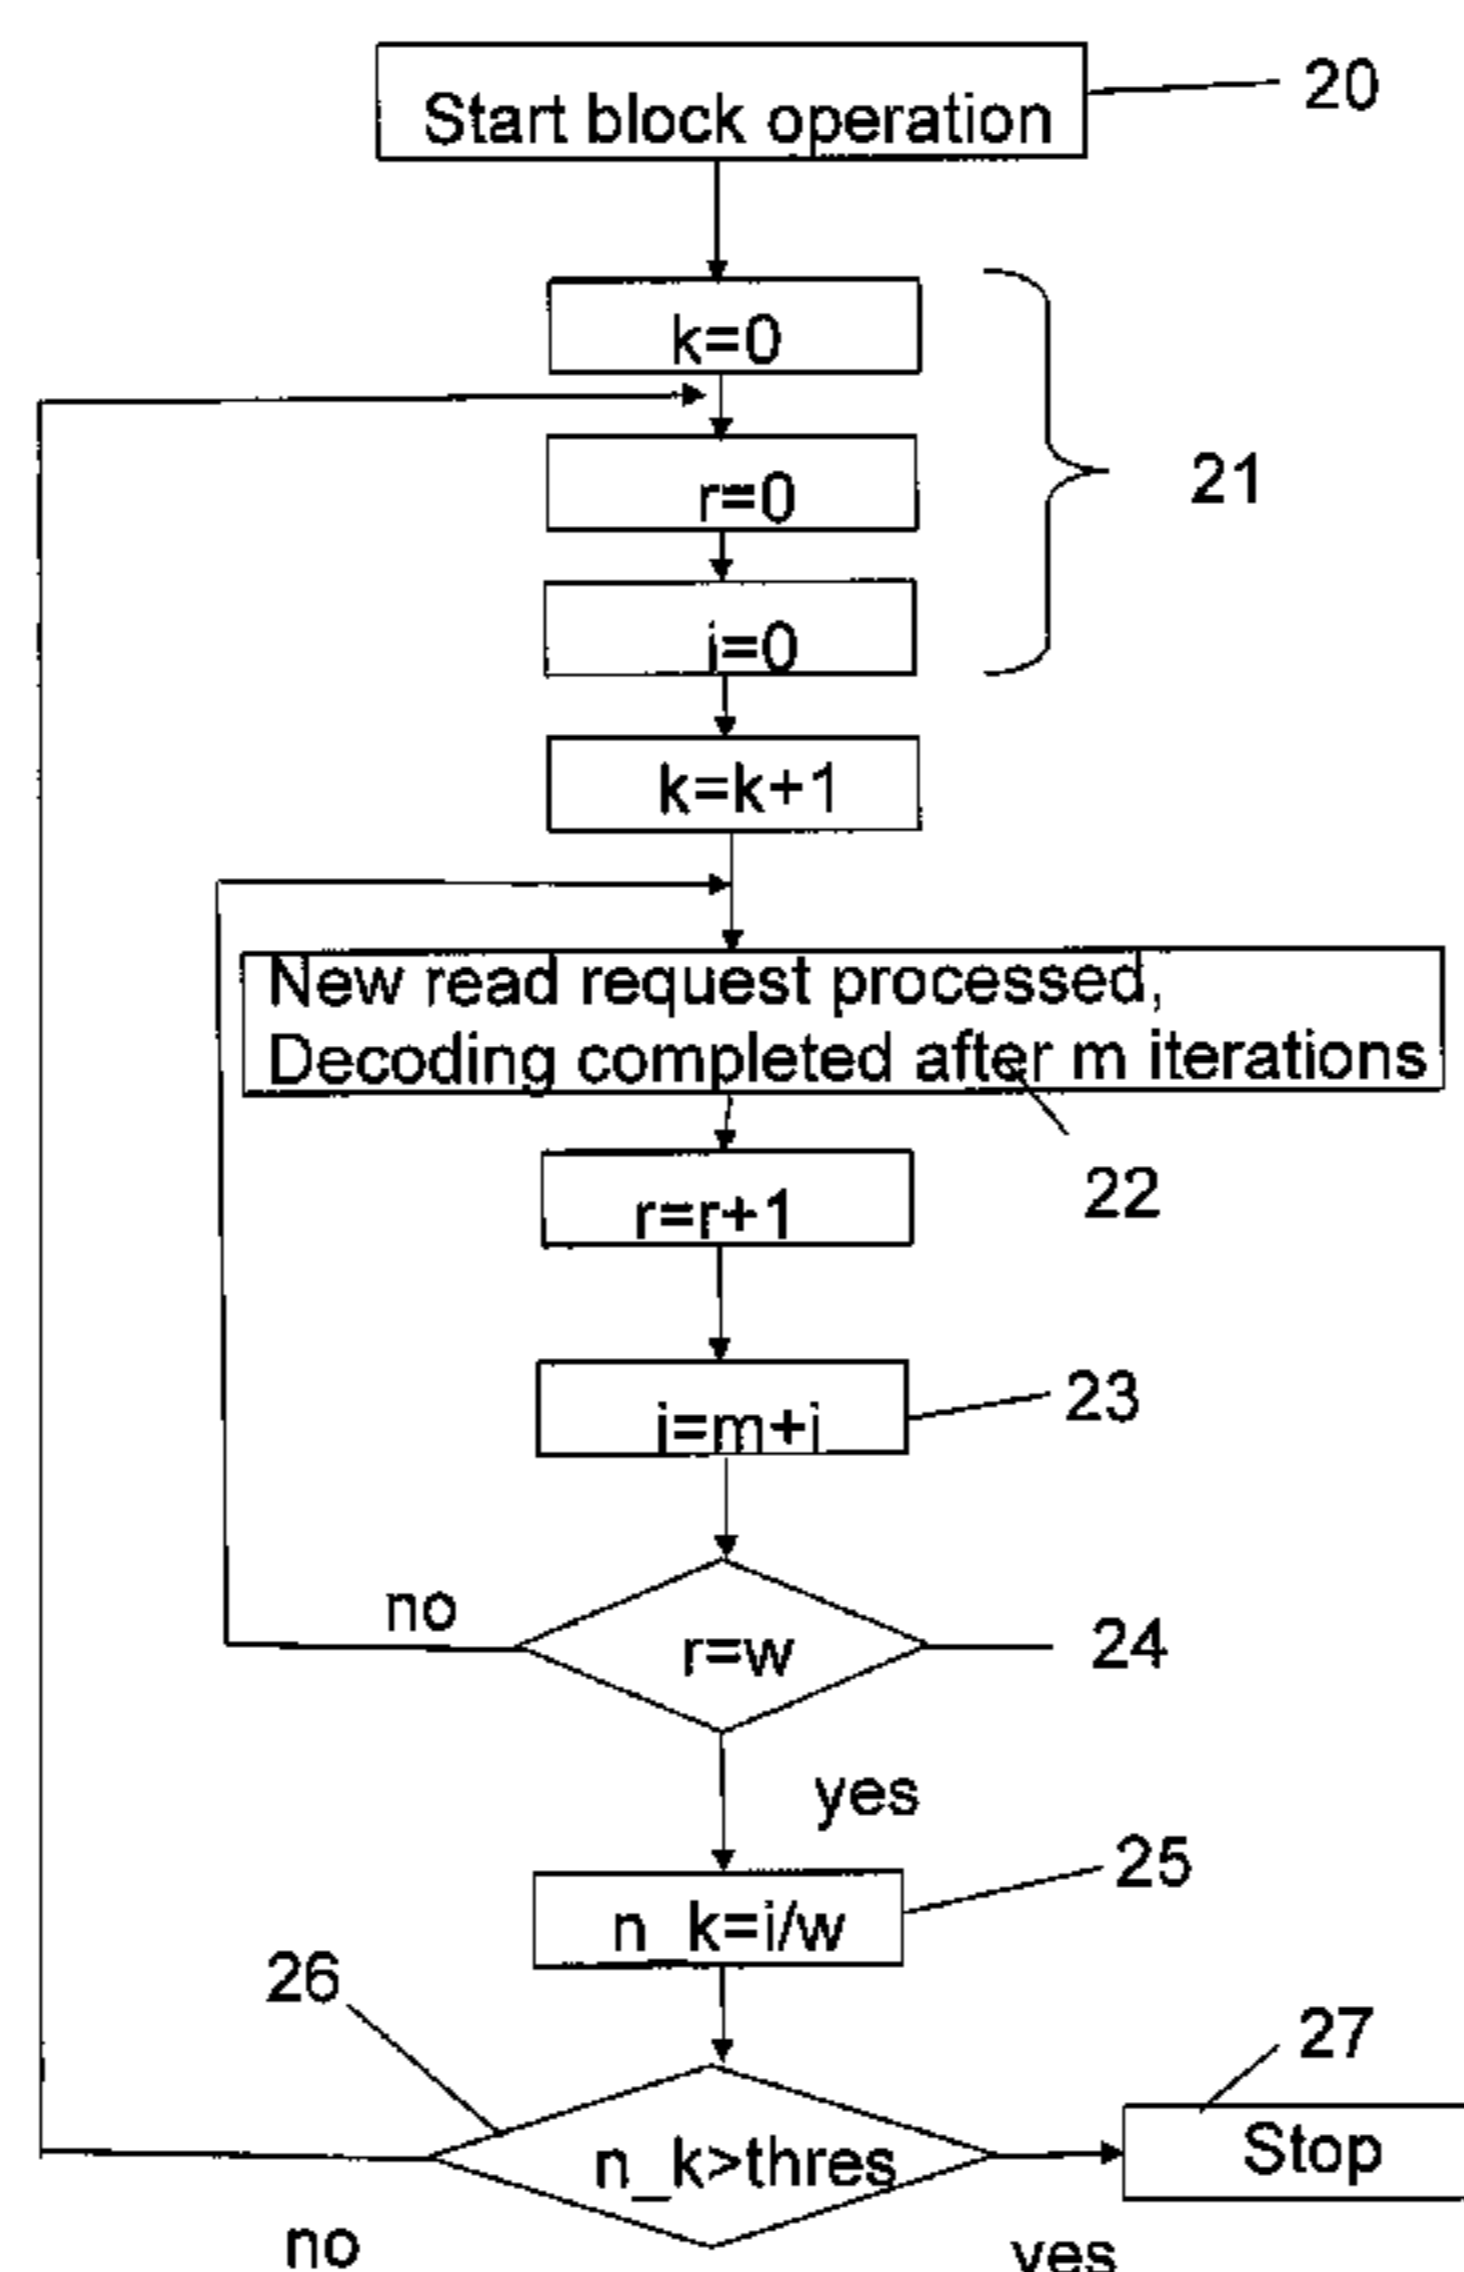 Start block operation
20
k=0
r=0
21
i=0
k=k+1
New read request processed,
Decoding completed after m iterations
22
r=r+1
23
i=m+i
no
r=w
24
yes
25
n_k=i/w
26
27
n_k>thres
Stop
no
yes